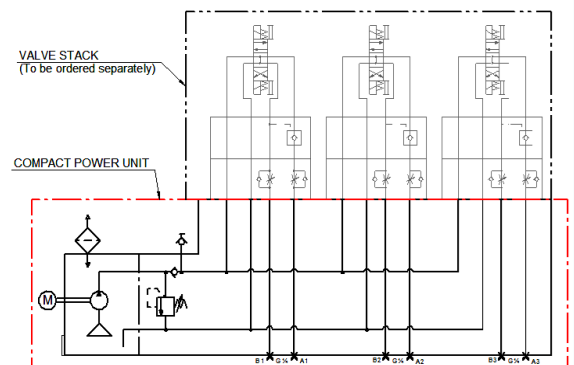 VALVE STACK
(To be ordered separately)
COMPACT POWER UNIT
M
B1 G¼ A1
B2 G¼ A2
B3 G¼ A3